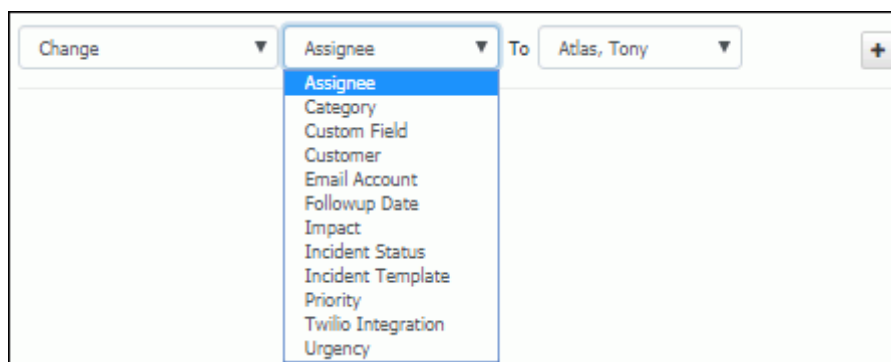 Change Assignee To Atlas, Tony +
Assignee
Category
Custom Field
Customer
Email Account
Followup Date
Impact
Incident Status
Incident Template
Priority
Twilio Integration
Urgency